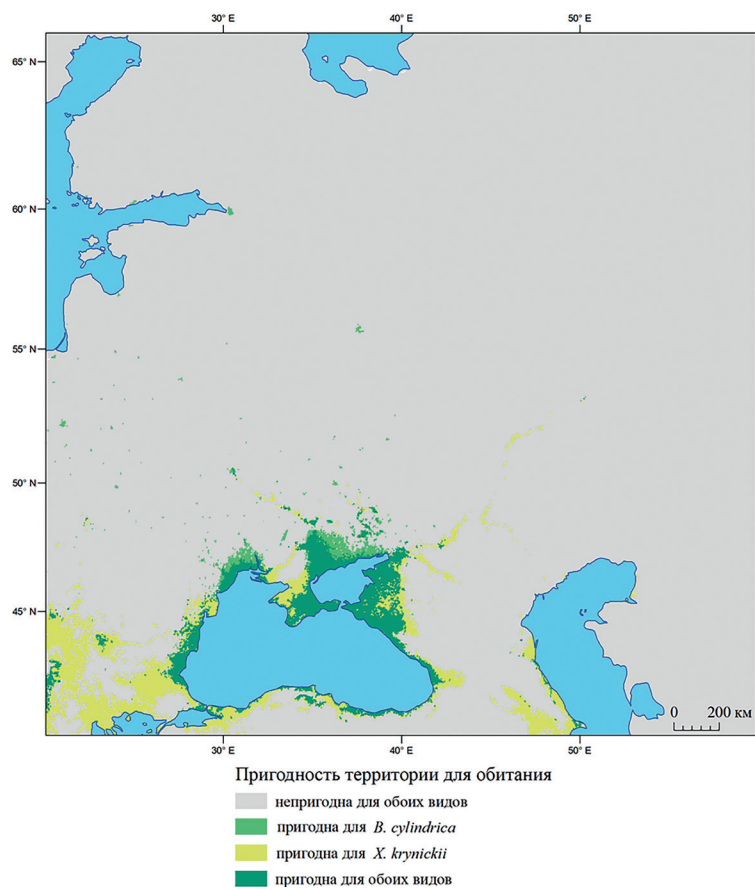 30° E 40° E 50° E
65° N
60° N
55° N
50° N
45° N
0 200 км
30° E 40° E 50° E
Пригодность территории для обитания
непригодна для обоих видов
пригодна для B. cylindrica
пригодна для X. krynickii
пригодна для обоих видов